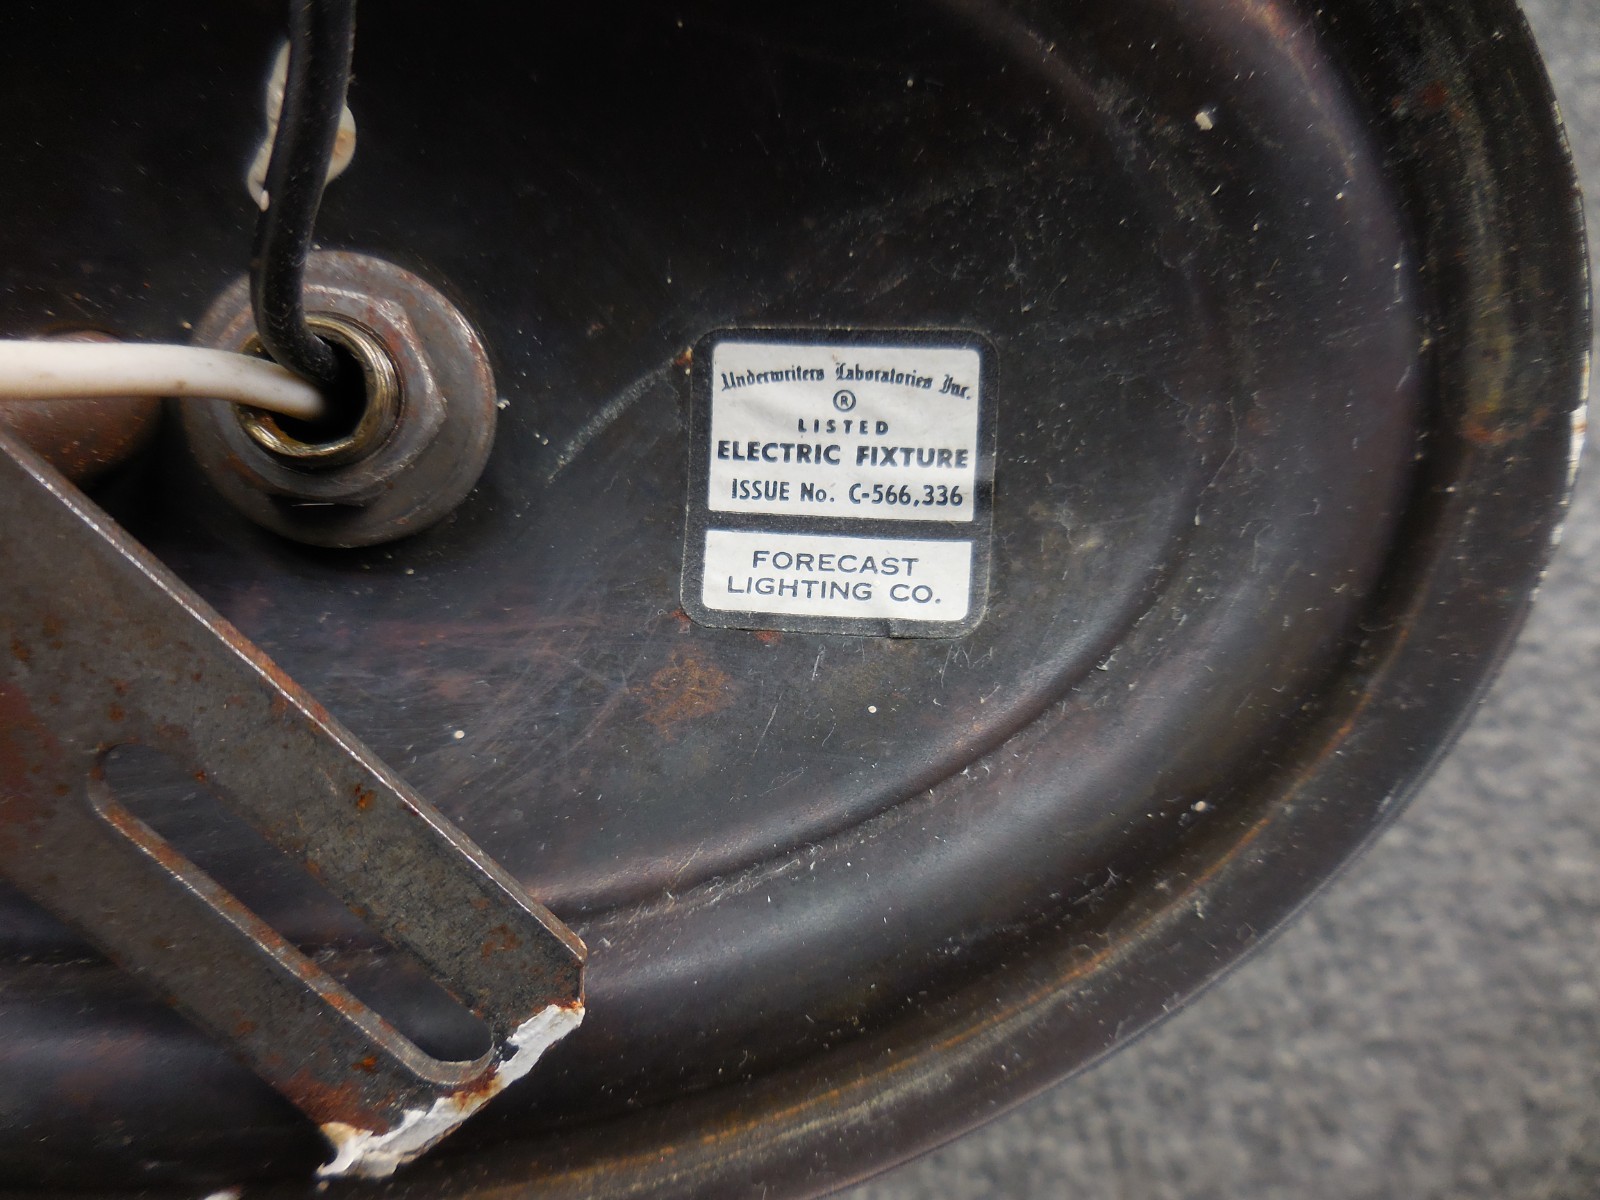 Underwriters Laboratories Inc.
®
LISTED
ELECTRIC FIXTURE
ISSUE No. C-566,336
FORECAST
LIGHTING CO.